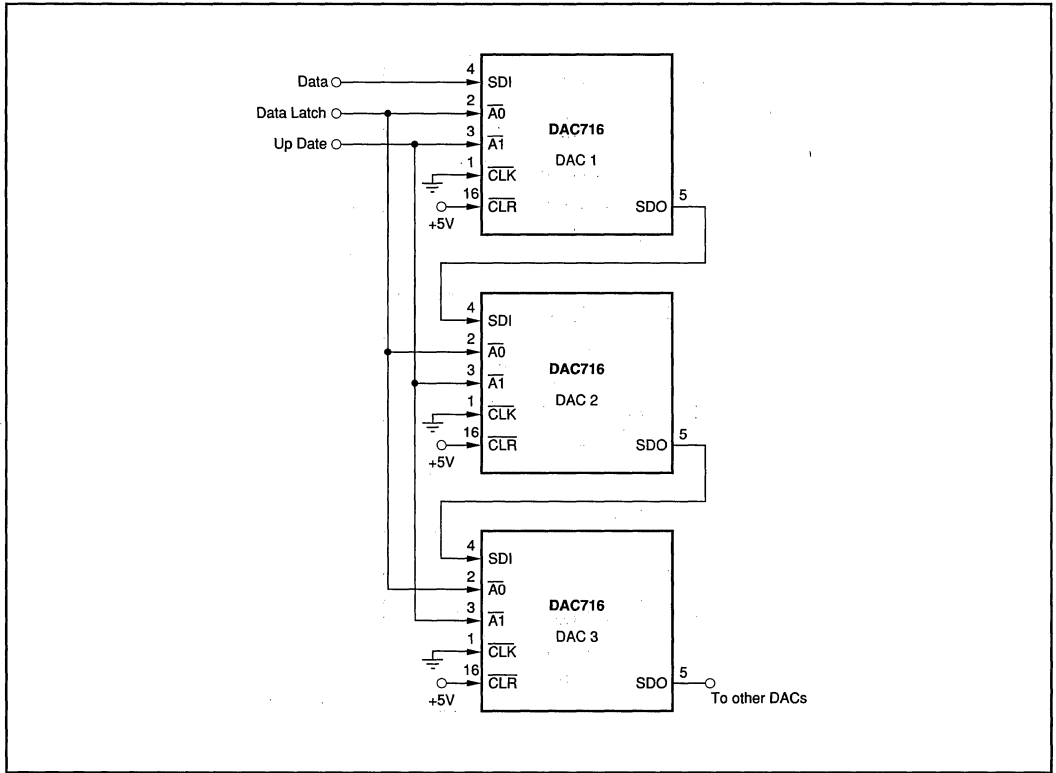 Data
4
SDI
Data Latch
2
A0
DAC716
Up Date
3
A1
DAC 1
1
CLK
16
CLR
SDO
5
+5V
4
SDI
2
A0
DAC716
3
A1
DAC 2
1
CLK
16
CLR
SDO
5
+5V
4
SDI
2
A0
DAC716
3
A1
DAC 3
1
CLK
16
CLR
SDO
5
+5V
To other DACs